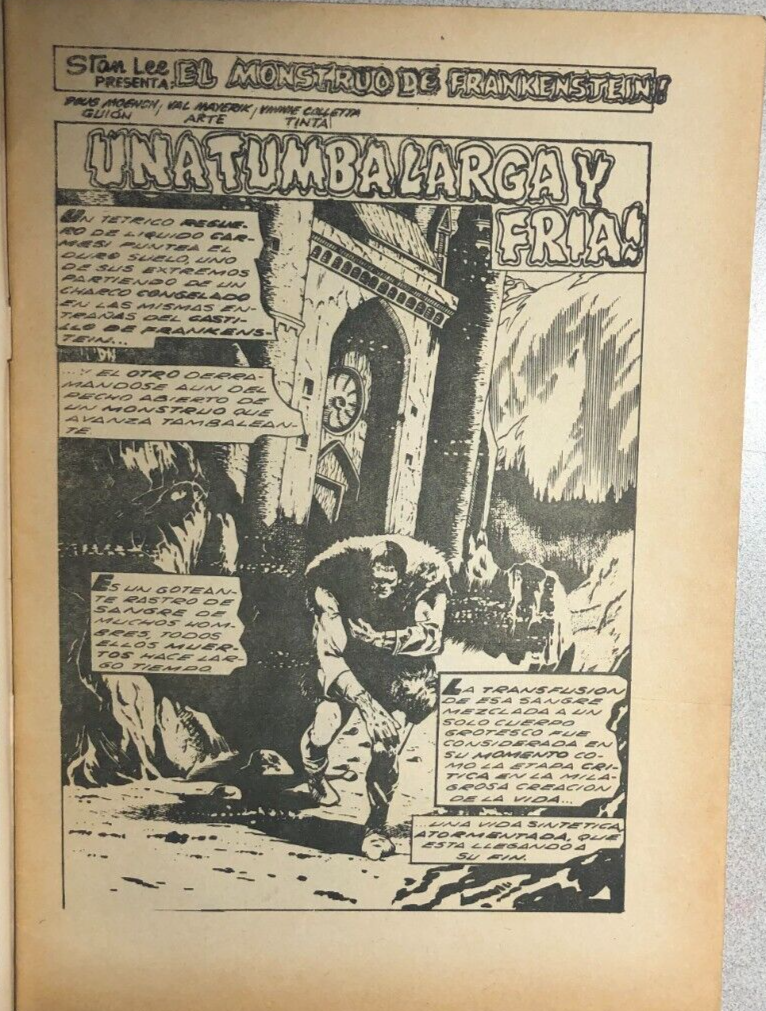 Stan Lee
PRESENTA:
EL MONSTRUO DE FRANKENSTEIN!
DOUG MOENCH, VAL MAYERIK, VINNIE COLLETTA
GUIÓN ARTE TINTA
UNA TUMBA LARGA Y
FRIA!
UN TETRICO REGUE-
RO DE LIQUIDO CAR-
MESI PUNTEA EL
DURO SUELO, UNO
DE SUS EXTREMOS
PARTIENDO DE UN
CHARCO CONGELADO
EN LAS MISMAS EN-
TRAÑAS DEL CASTI-
LLO DE FRANKENS-
TEIN...
...Y EL OTRO DERRA-
MANDOSE AUN DEL
PECHO ABIERTO DE
UN MONSTRUO QUE
AVANZA TAMBALEAN-
TE
ES UN GOTEAN-
TE RASTRO DE
SANGRE DE
MUCHOS HOM-
BRES, TODOS
ELLOS MUER-
TOS HACE LAR-
GO TIEMPO.
LA TRANSFUSION
DE ESA SANGRE
MEZCLADA A UN
SOLO CUERPO
GROTESCO FUE
CONSIDERADA EN
SU MOMENTO CO-
MO LA ETAPA CRI-
TICA EN LA MILA-
GROSA CREACION
DE LA VIDA...
...UNA VIDA SINTETICA,
ATORMENTADA, QUE
ESTA LLEGANDO A
SU FIN.